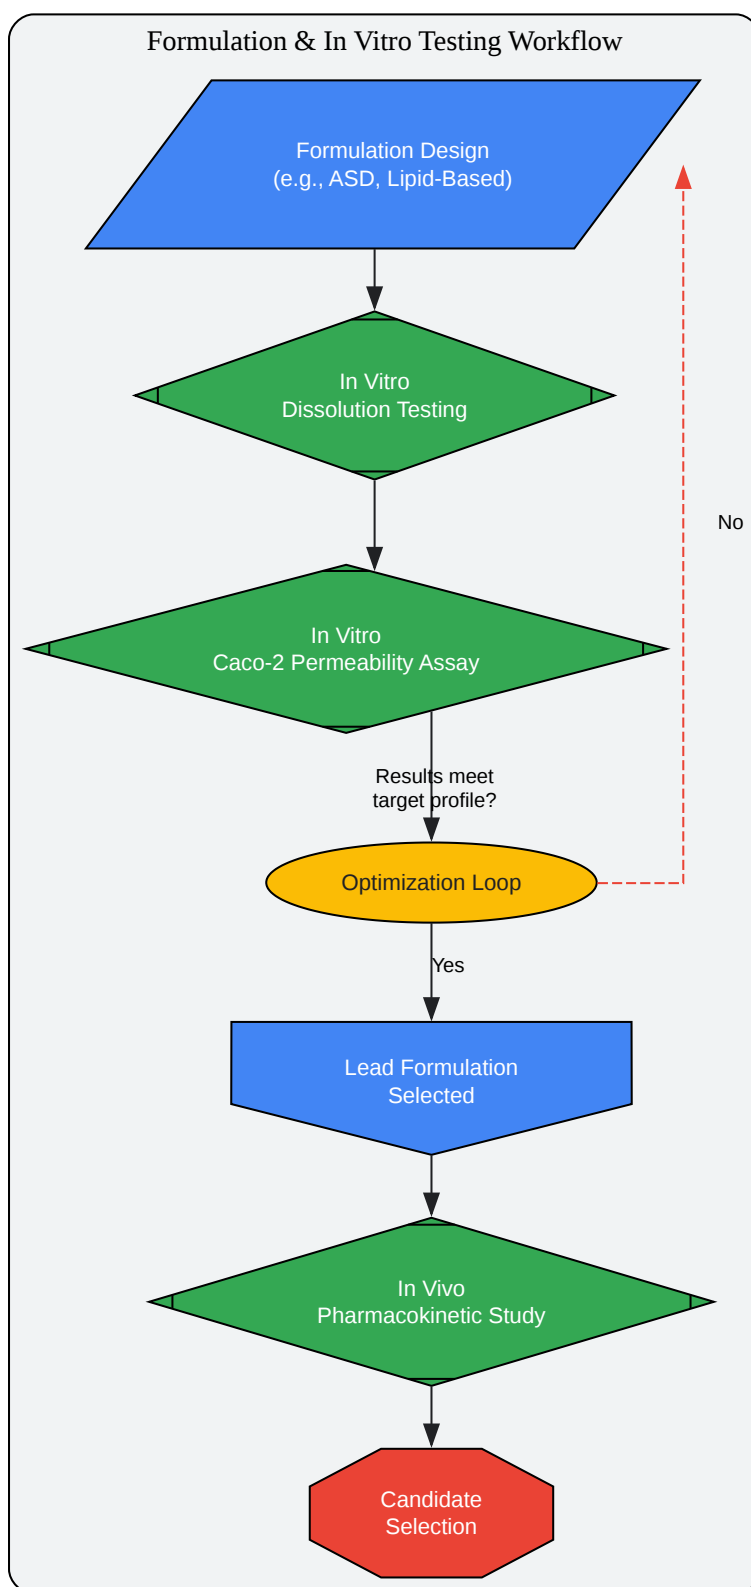 Formulation & In Vitro Testing Workflow
Formulation Design
(e.g., ASD, Lipid-Based)
In Vitro
Dissolution Testing
No
In Vitro
Caco-2 Permeability Assay
Results meet
target profile?
Optimization Loop
Yes
Lead Formulation
Selected
In Vivo
Pharmacokinetic Study
Candidate
Selection